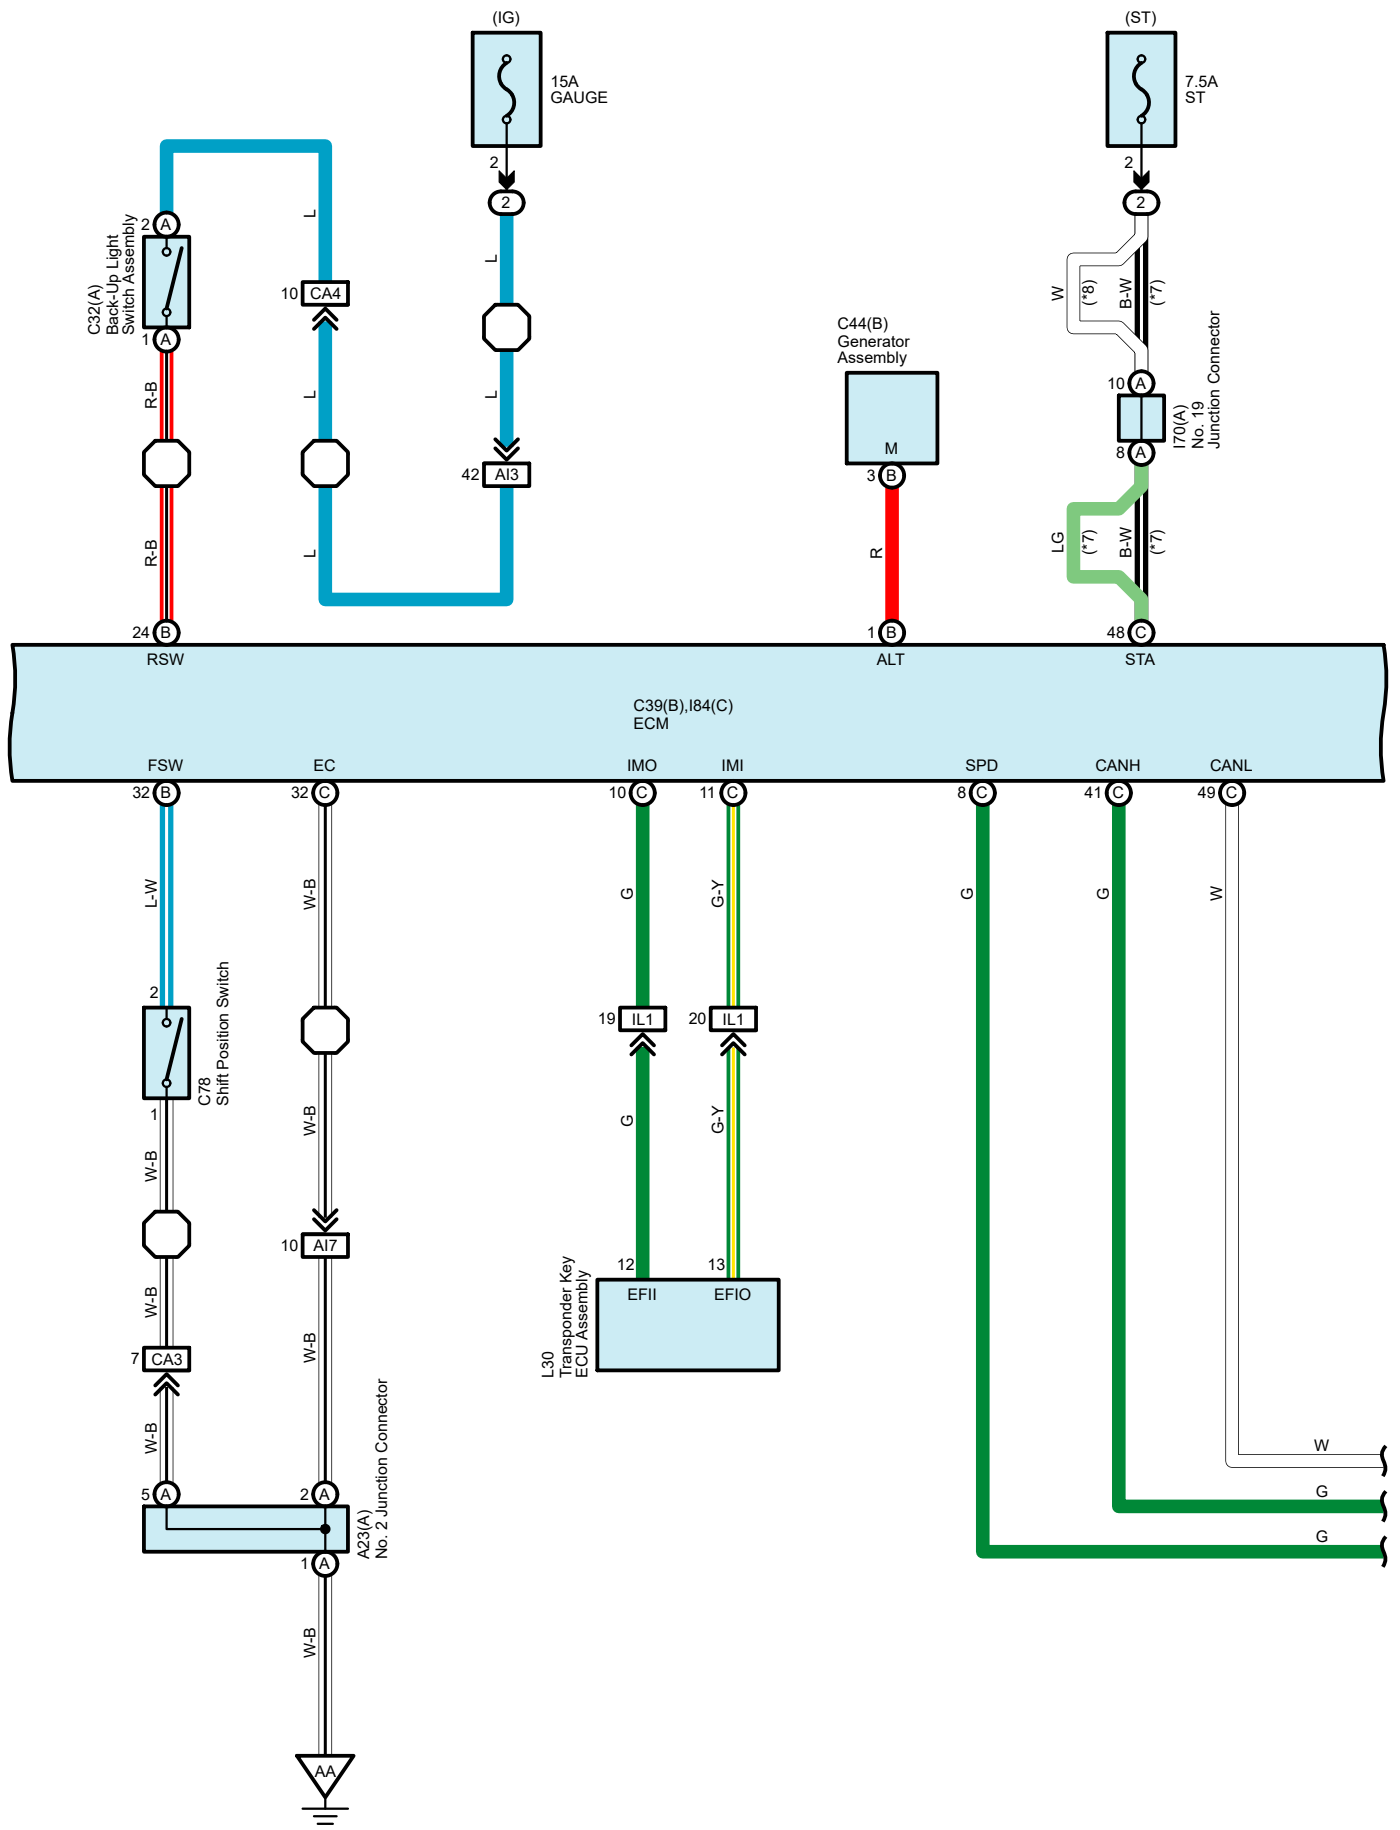 (IG)
(ST)
15A
GAUGE
7.5A
ST
2
2
2
2
2 A
C32(A)
Back-Up Light
Switch Assembly
1 A
L
10 CA4
L
L
L
W
(*8)
B-W
(*7)
C44(B)
Generator
Assembly
10 A
I70(A)
No. 19
Junction Connector
8 A
R-B
M
3 B
42 AI3
R-B
L
R
LG
(*7)
B-W
(*7)
24 B
1 B
48 C
RSW
ALT
STA
C39(B),I84(C)
ECM
FSW
EC
IMO
IMI
SPD
CANH
CANL
32 B
32 C
10 C
11 C
8 C
41 C
49 C
L-W
W-B
G
G-Y
G
G
W
2
C78
Shift Position Switch
1
19 IL1
20 IL1
W-B
W-B
G
G-Y
10 AI7
12
13
EFII
EFIO
L30
Transponder Key
ECU Assembly
W-B
W-B
7 CA3
W-B
W
G
G
5 A
2 A
A23(A)
No. 2 Junction Connector
1 A
W-B
AA